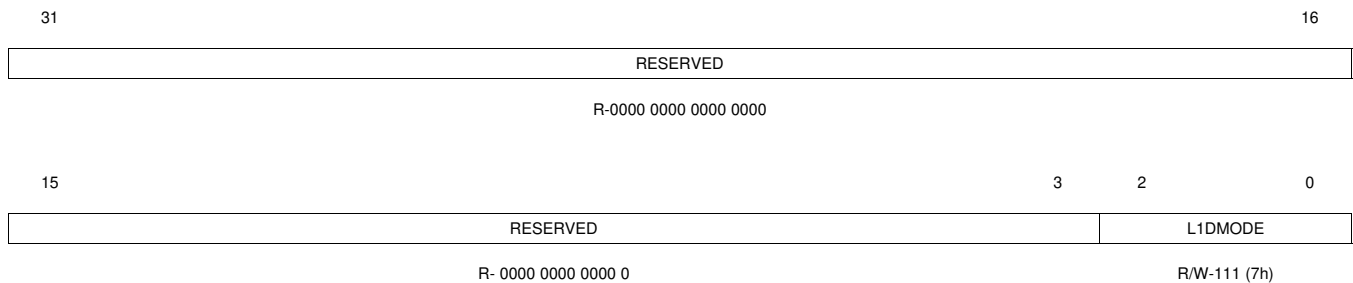 31 16
RESERVED
R-0000 0000 0000 0000
15 3 2 0
RESERVED L1DMODE
R- 0000 0000 0000 0 R/W-111 (7h)